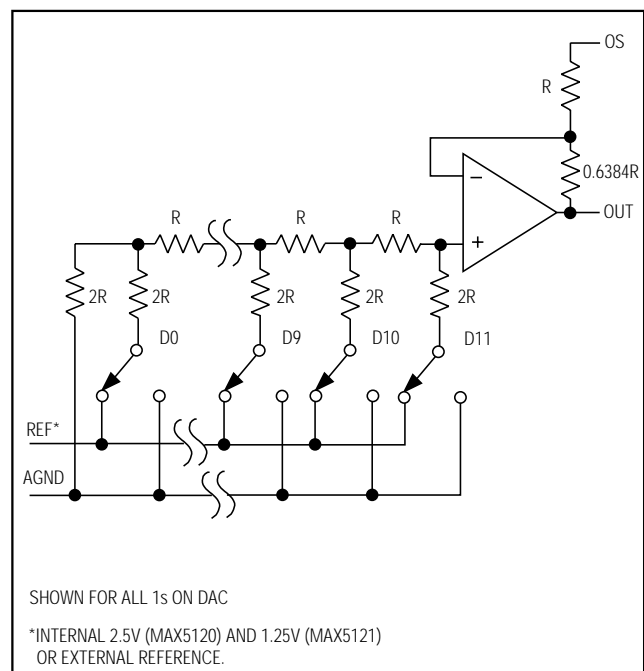 OS
R
0.6384R
OUT
−
+
R R R
2R 2R 2R 2R 2R
D0 D9 D10 D11
REF*
AGND
SHOWN FOR ALL 1s ON DAC
*INTERNAL 2.5V (MAX5120) AND 1.25V (MAX5121)
OR EXTERNAL REFERENCE.